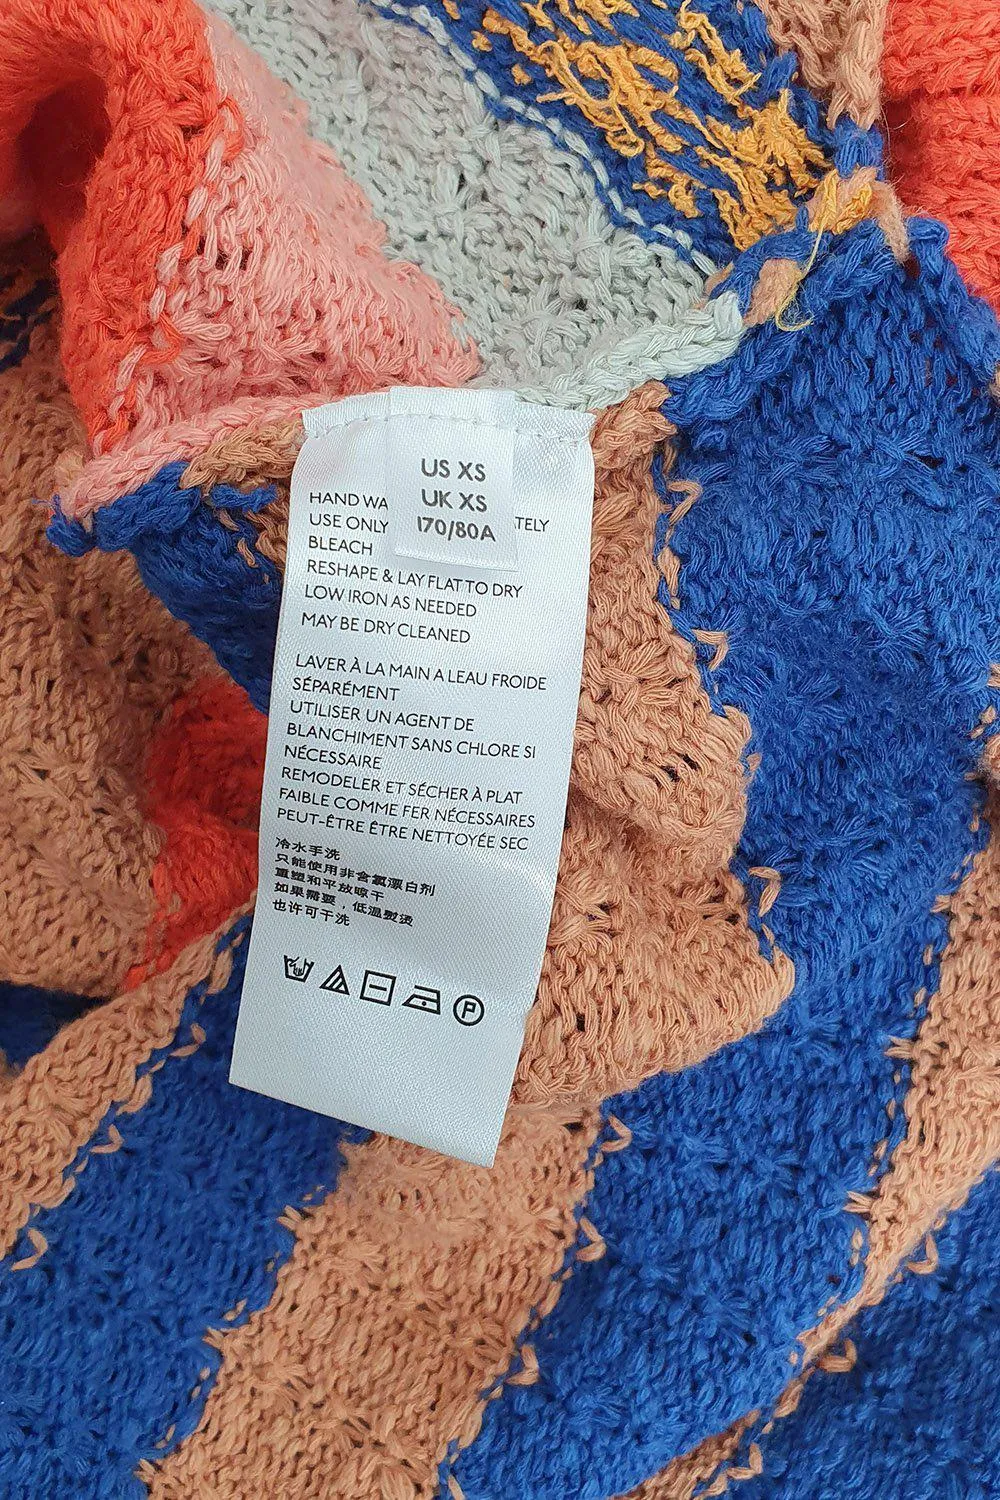 US XS
UK XS
170/80A
HAND WA
USE ONLY TELY
BLEACH
RESHAPE & LAY FLAT TO DRY
LOW IRON AS NEEDED
MAY BE DRY CLEANED
LAVER À LA MAIN A LEAU FROIDE
SÉPARÉMENT
UTILISER UN AGENT DE
BLANCHIMENT SANS CHLORE SI
NÉCESSAIRE
REMODELER ET SÉCHER À PLAT
FAIBLE COMME FER NÉCESSAIRES
PEUT-ÊTRE ÊTRE NETTOYÉE SEC
冷水手洗
只能使用非含氯漂白剂
重塑和平放晾干
如果需要，低温熨烫
也许可干洗
P